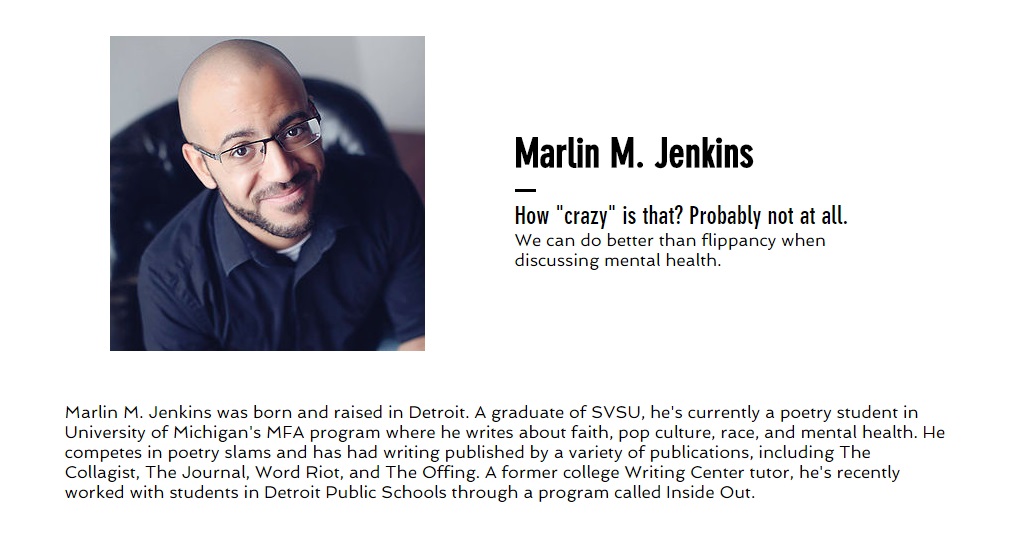 Marlin M. Jenkins
How "crazy" is that? Probably not at all.
We can do better than flippancy when
discussing mental health.
Marlin M. Jenkins was born and raised in Detroit. A graduate of SVSU, he's currently a poetry student in
University of Michigan's MFA program where he writes about faith, pop culture, race, and mental health. He
competes in poetry slams and has had writing published by a variety of publications, including The
Collagist, The Journal, Word Riot, and The Offing. A former college Writing Center tutor, he's recently
worked with students in Detroit Public Schools through a program called Inside Out.